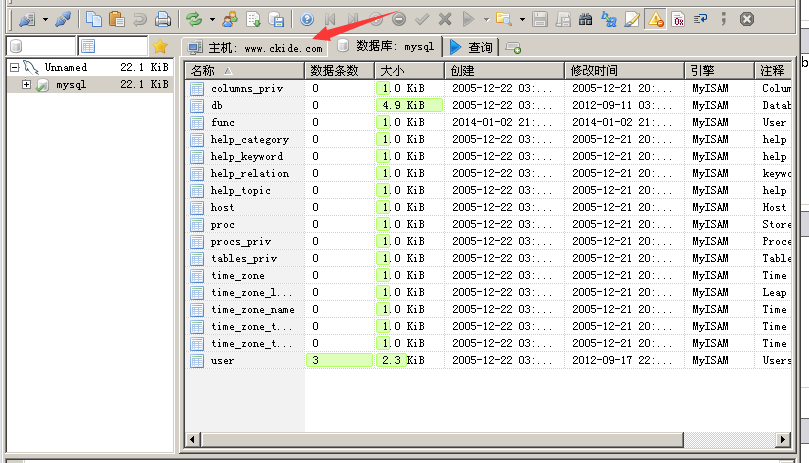 主机: www.ckide.com 数据库: mysql 查询
Unnamed 22.1 KiB
mysql 22.1 KiB
名称 数据条数 大小 创建 修改时间 引擎 注释
columns_priv 0 1.0 KiB 2005-12-22 03:... 2005-12-21 20:... MyISAM Colum
db 0 4.9 KiB 2005-12-22 03:... 2012-09-11 03:... MyISAM Datab
func 0 1.0 KiB 2014-01-02 21:... 2014-01-02 21:... MyISAM User
help_category 0 1.0 KiB 2005-12-22 03:... 2005-12-21 20:... MyISAM help
help_keyword 0 1.0 KiB 2005-12-22 03:... 2005-12-21 20:... MyISAM help
help_relation 0 1.0 KiB 2005-12-22 03:... 2005-12-21 20:... MyISAM keywo
help_topic 0 1.0 KiB 2005-12-22 03:... 2005-12-21 20:... MyISAM help
host 0 1.0 KiB 2005-12-22 03:... 2005-12-21 20:... MyISAM Host
proc 0 1.0 KiB 2005-12-22 03:... 2005-12-21 20:... MyISAM Store
procs_priv 0 1.0 KiB 2005-12-22 03:... 2005-12-21 20:... MyISAM Proce
tables_priv 0 1.0 KiB 2005-12-22 03:... 2005-12-21 20:... MyISAM Table
time_zone 0 1.0 KiB 2005-12-22 03:... 2005-12-21 20:... MyISAM Time
time_zone_l... 0 1.0 KiB 2005-12-22 03:... 2005-12-21 20:... MyISAM Leap
time_zone_name 0 1.0 KiB 2005-12-22 03:... 2005-12-21 20:... MyISAM Time
time_zone_t... 0 1.0 KiB 2005-12-22 03:... 2005-12-21 20:... MyISAM Time
time_zone_t... 0 1.0 KiB 2005-12-22 03:... 2005-12-21 20:... MyISAM Time
user 3 2.3 KiB 2005-12-22 03:... 2012-09-17 22:... MyISAM Users